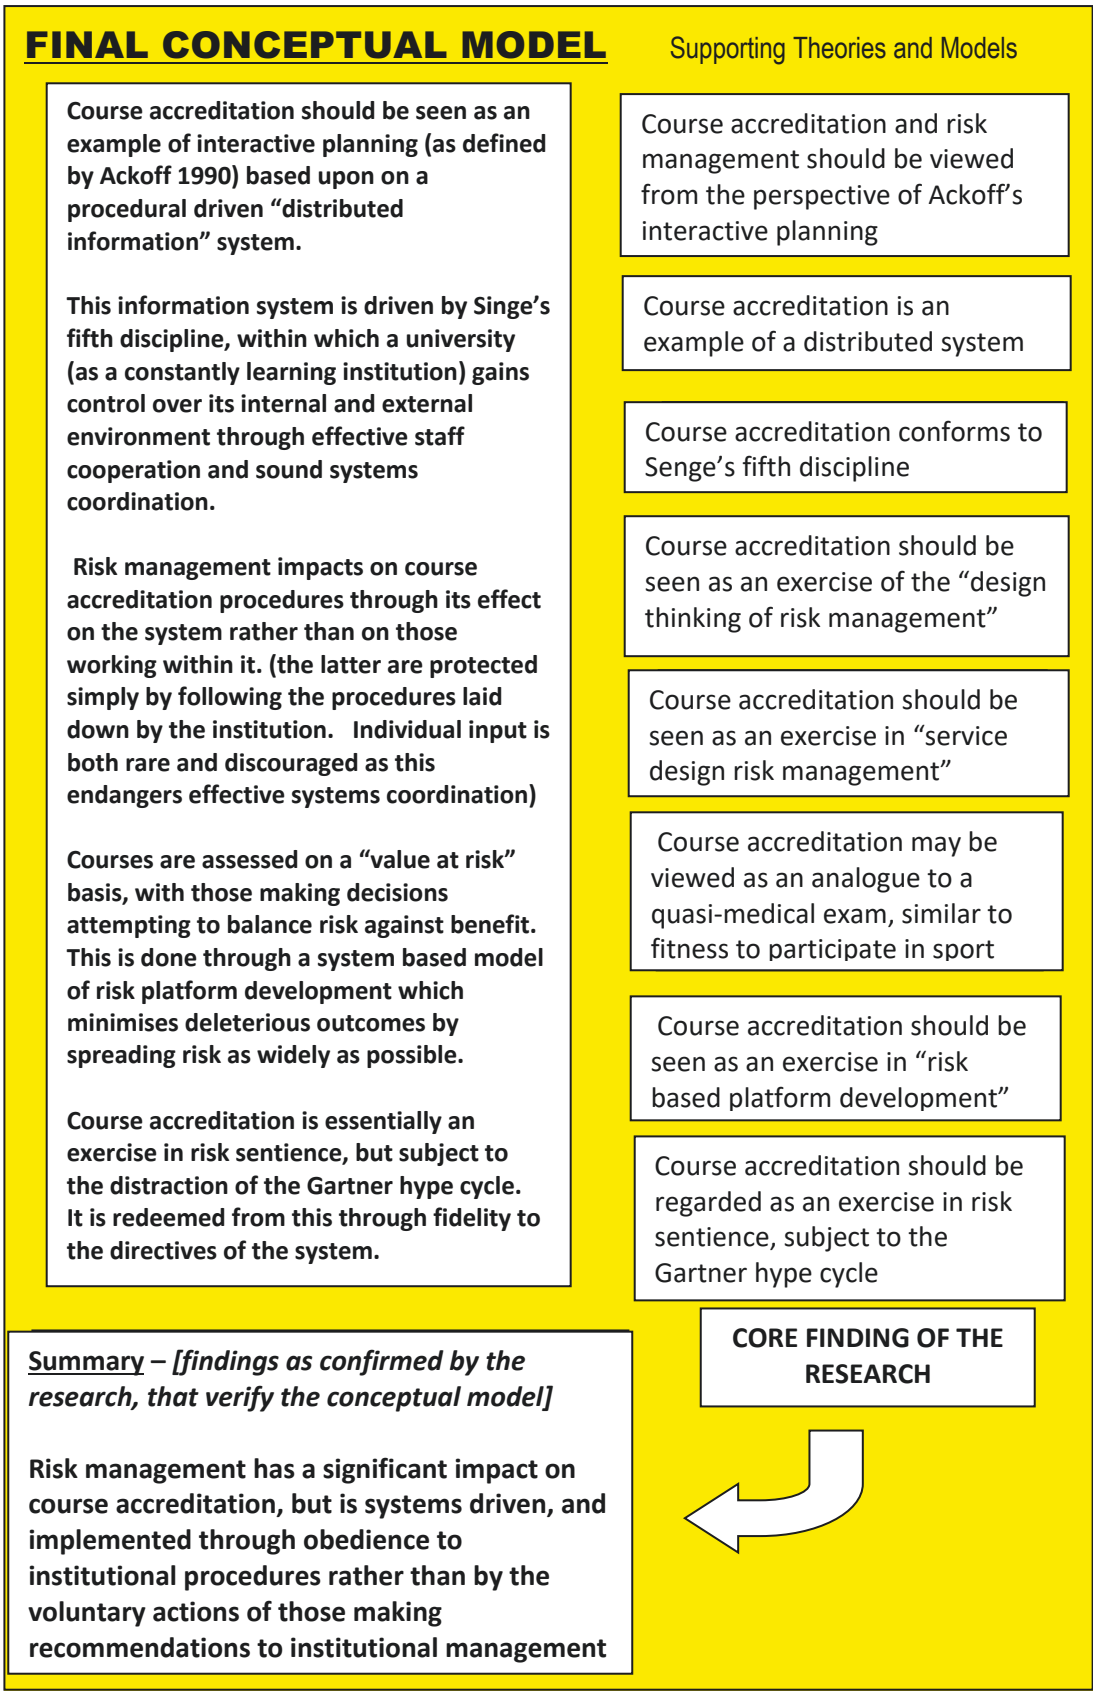 FINAL CONCEPTUAL MODEL
Supporting Theories and Models
Course accreditation should be seen as an
example of interactive planning (as defined
by Ackoff 1990) based upon on a
procedural driven “distributed
information” system.
This information system is driven by Singe’s
fifth discipline, within which a university
(as a constantly learning institution) gains
control over its internal and external
environment through effective staff
cooperation and sound systems
coordination.
Risk management impacts on course
accreditation procedures through its effect
on the system rather than on those
working within it. (the latter are protected
simply by following the procedures laid
down by the institution.   Individual input is
both rare and discouraged as this
endangers effective systems coordination)
Courses are assessed on a “value at risk”
basis, with those making decisions
attempting to balance risk against benefit.
This is done through a system based model
of risk platform development which
minimises deleterious outcomes by
spreading risk as widely as possible.
Course accreditation is essentially an
exercise in risk sentience, but subject to
the distraction of the Gartner hype cycle.
It is redeemed from this through fidelity to
the directives of the system.
Course accreditation and risk
management should be viewed
from the perspective of Ackoff’s
interactive planning
Course accreditation is an
example of a distributed system
Course accreditation conforms to
Senge’s fifth discipline
Course accreditation should be
seen as an exercise of the “design
thinking of risk management”
Course accreditation should be
seen as an exercise in “service
design risk management”
Course accreditation may be
viewed as an analogue to a
quasi-medical exam, similar to
fitness to participate in sport
Course accreditation should be
seen as an exercise in “risk
based platform development”
Course accreditation should be
regarded as an exercise in risk
sentience, subject to the
Gartner hype cycle
CORE FINDING OF THE
RESEARCH
Summary – [findings as confirmed by the
research, that verify the conceptual model]
Risk management has a significant impact on
course accreditation, but is systems driven, and
implemented through obedience to
institutional procedures rather than by the
voluntary actions of those making
recommendations to institutional management